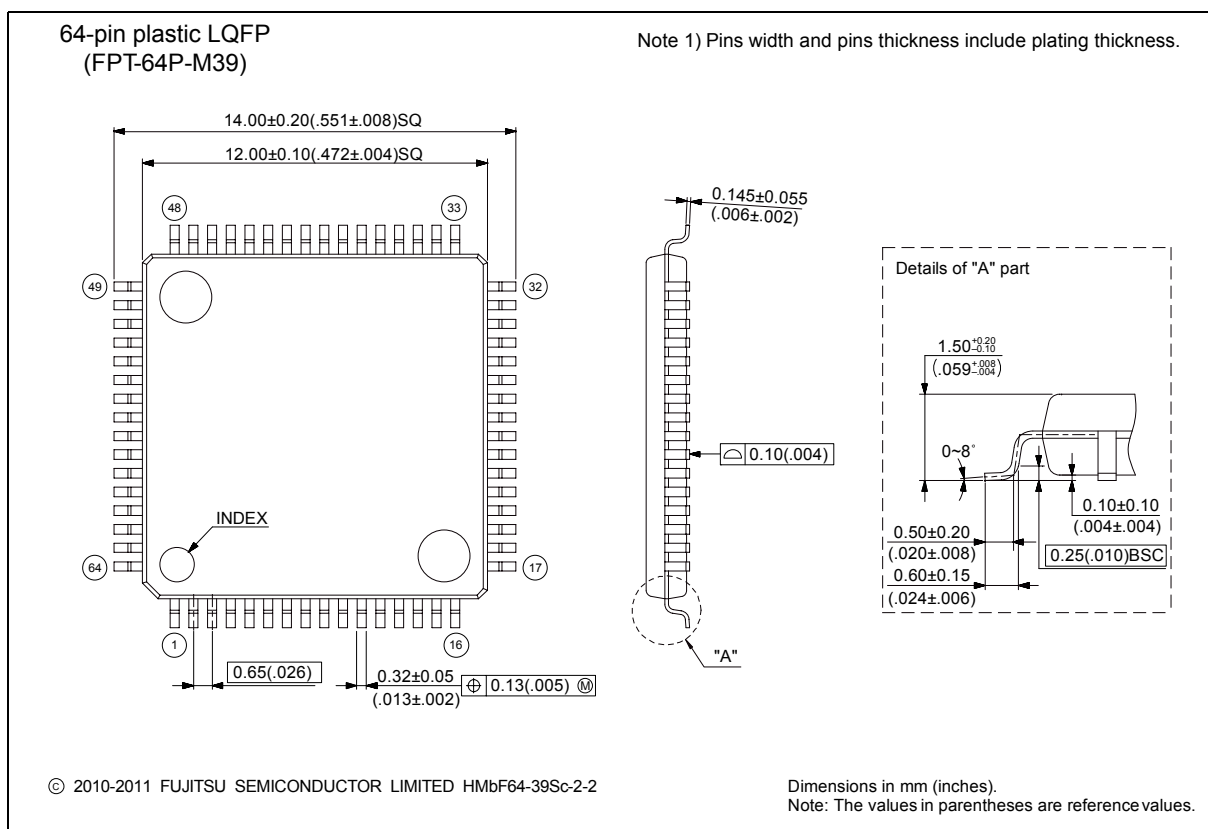 64-pin plastic LQFP
(FPT-64P-M39)
Note 1) Pins width and pins thickness include plating thickness.
14.00±0.20(.551±.008)SQ
12.00±0.10(.472±.004)SQ
48
33
49
32
INDEX
64
17
1
16
0.65(.026)
0.32±0.05
(.013±.002)
⌖ 0.13(.005) Ⓜ
0.145±0.055
(.006±.002)
⌓ 0.10(.004)
"A"
Details of "A" part
1.50 +0.20 –0.10
(.059 +.008 –.004)
0~8°
0.50±0.20
(.020±.008)
0.60±0.15
(.024±.006)
0.10±0.10
(.004±.004)
0.25(.010)BSC
© 2010-2011 FUJITSU SEMICONDUCTOR LIMITED HMbF64-39Sc-2-2
Dimensions in mm (inches).
Note: The values in parentheses are reference values.